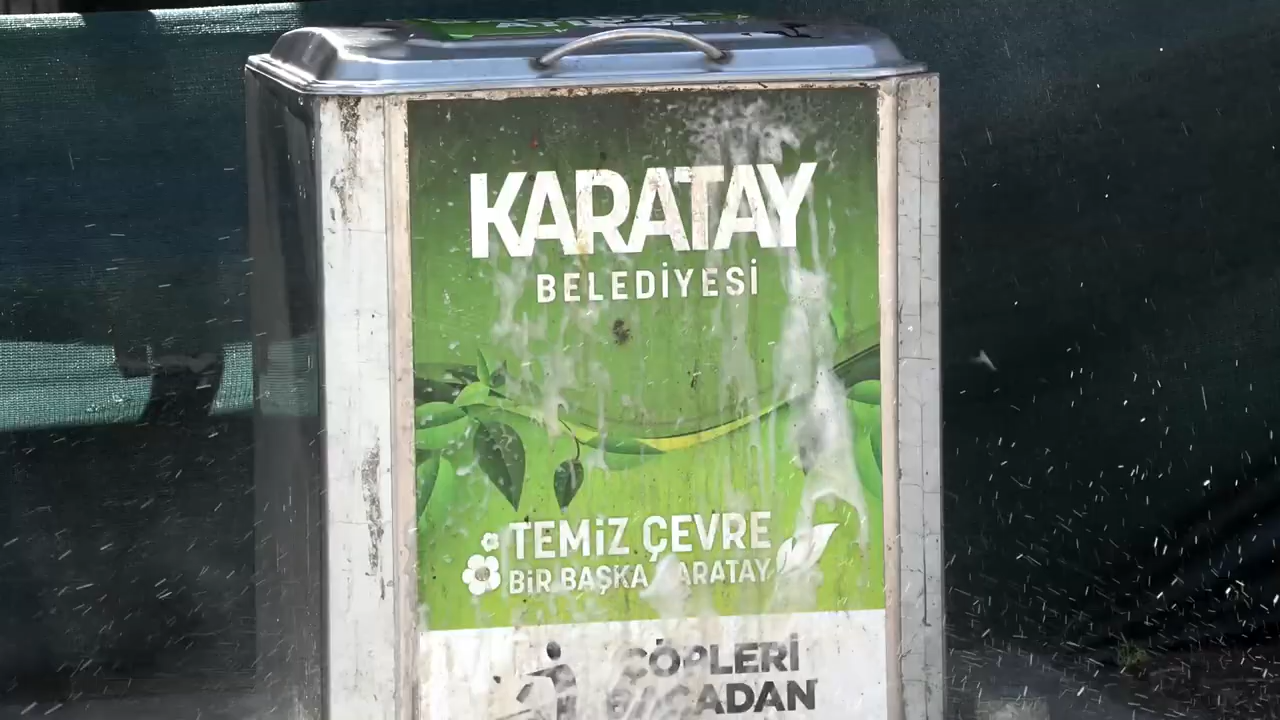 KARATAY
BELEDİYESİ
TEMİZ ÇEVRE
BİR BAŞKA KARATAY
ÇÖPLERİ